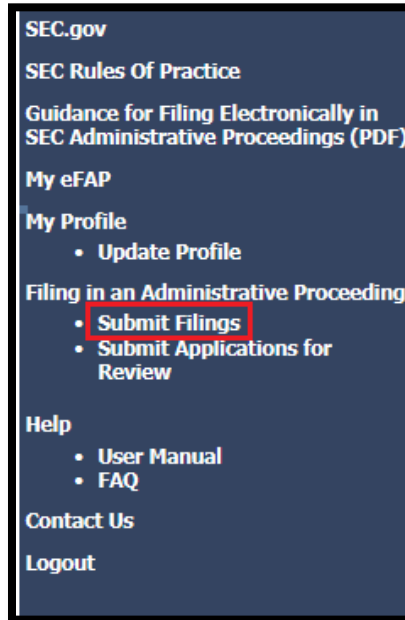 SEC.gov
SEC Rules Of Practice
Guidance for Filing Electronically in
SEC Administrative Proceedings (PDF)
My eFAP
My Profile
• Update Profile
Filing in an Administrative Proceeding
• Submit Filings
• Submit Applications for
Review
Help
• User Manual
• FAQ
Contact Us
Logout